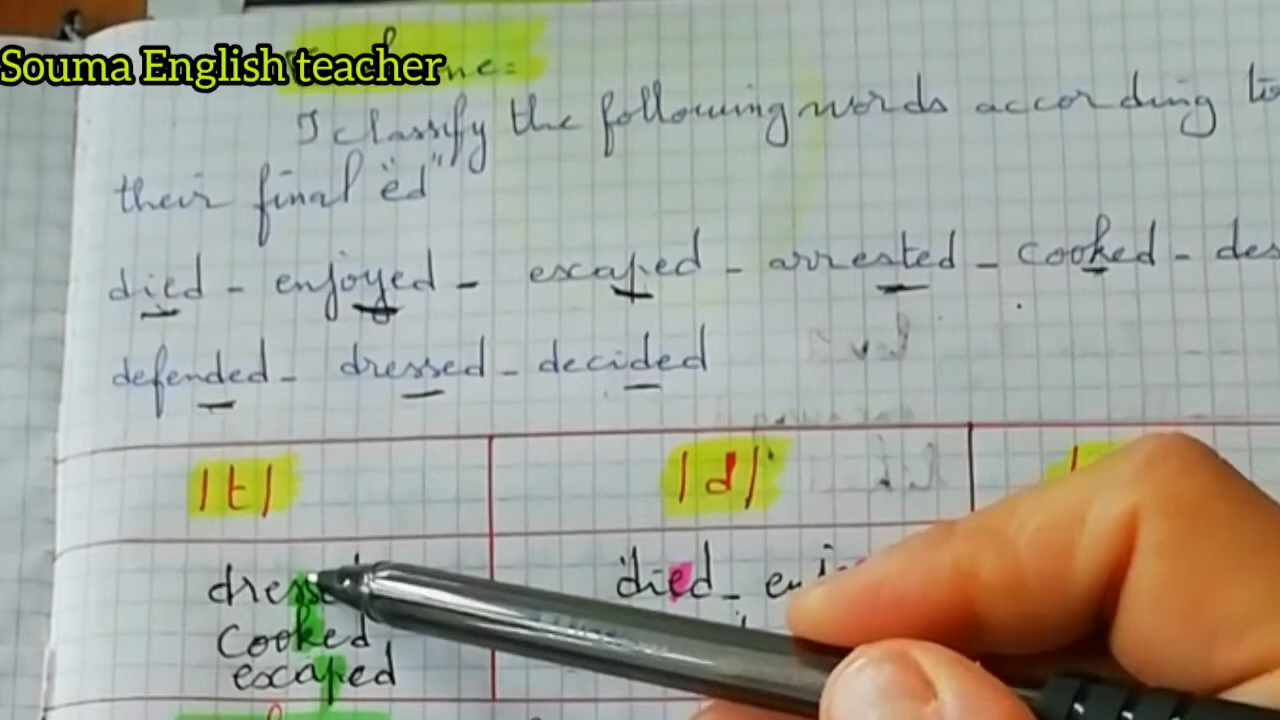 Souma English teacher
I classify the following words according to
their final "ed"
died - enjoyed - escaped - arrested - cooked - des
defended - dressed - decided
/t/ /d/
dressed died -
cooked
escaped